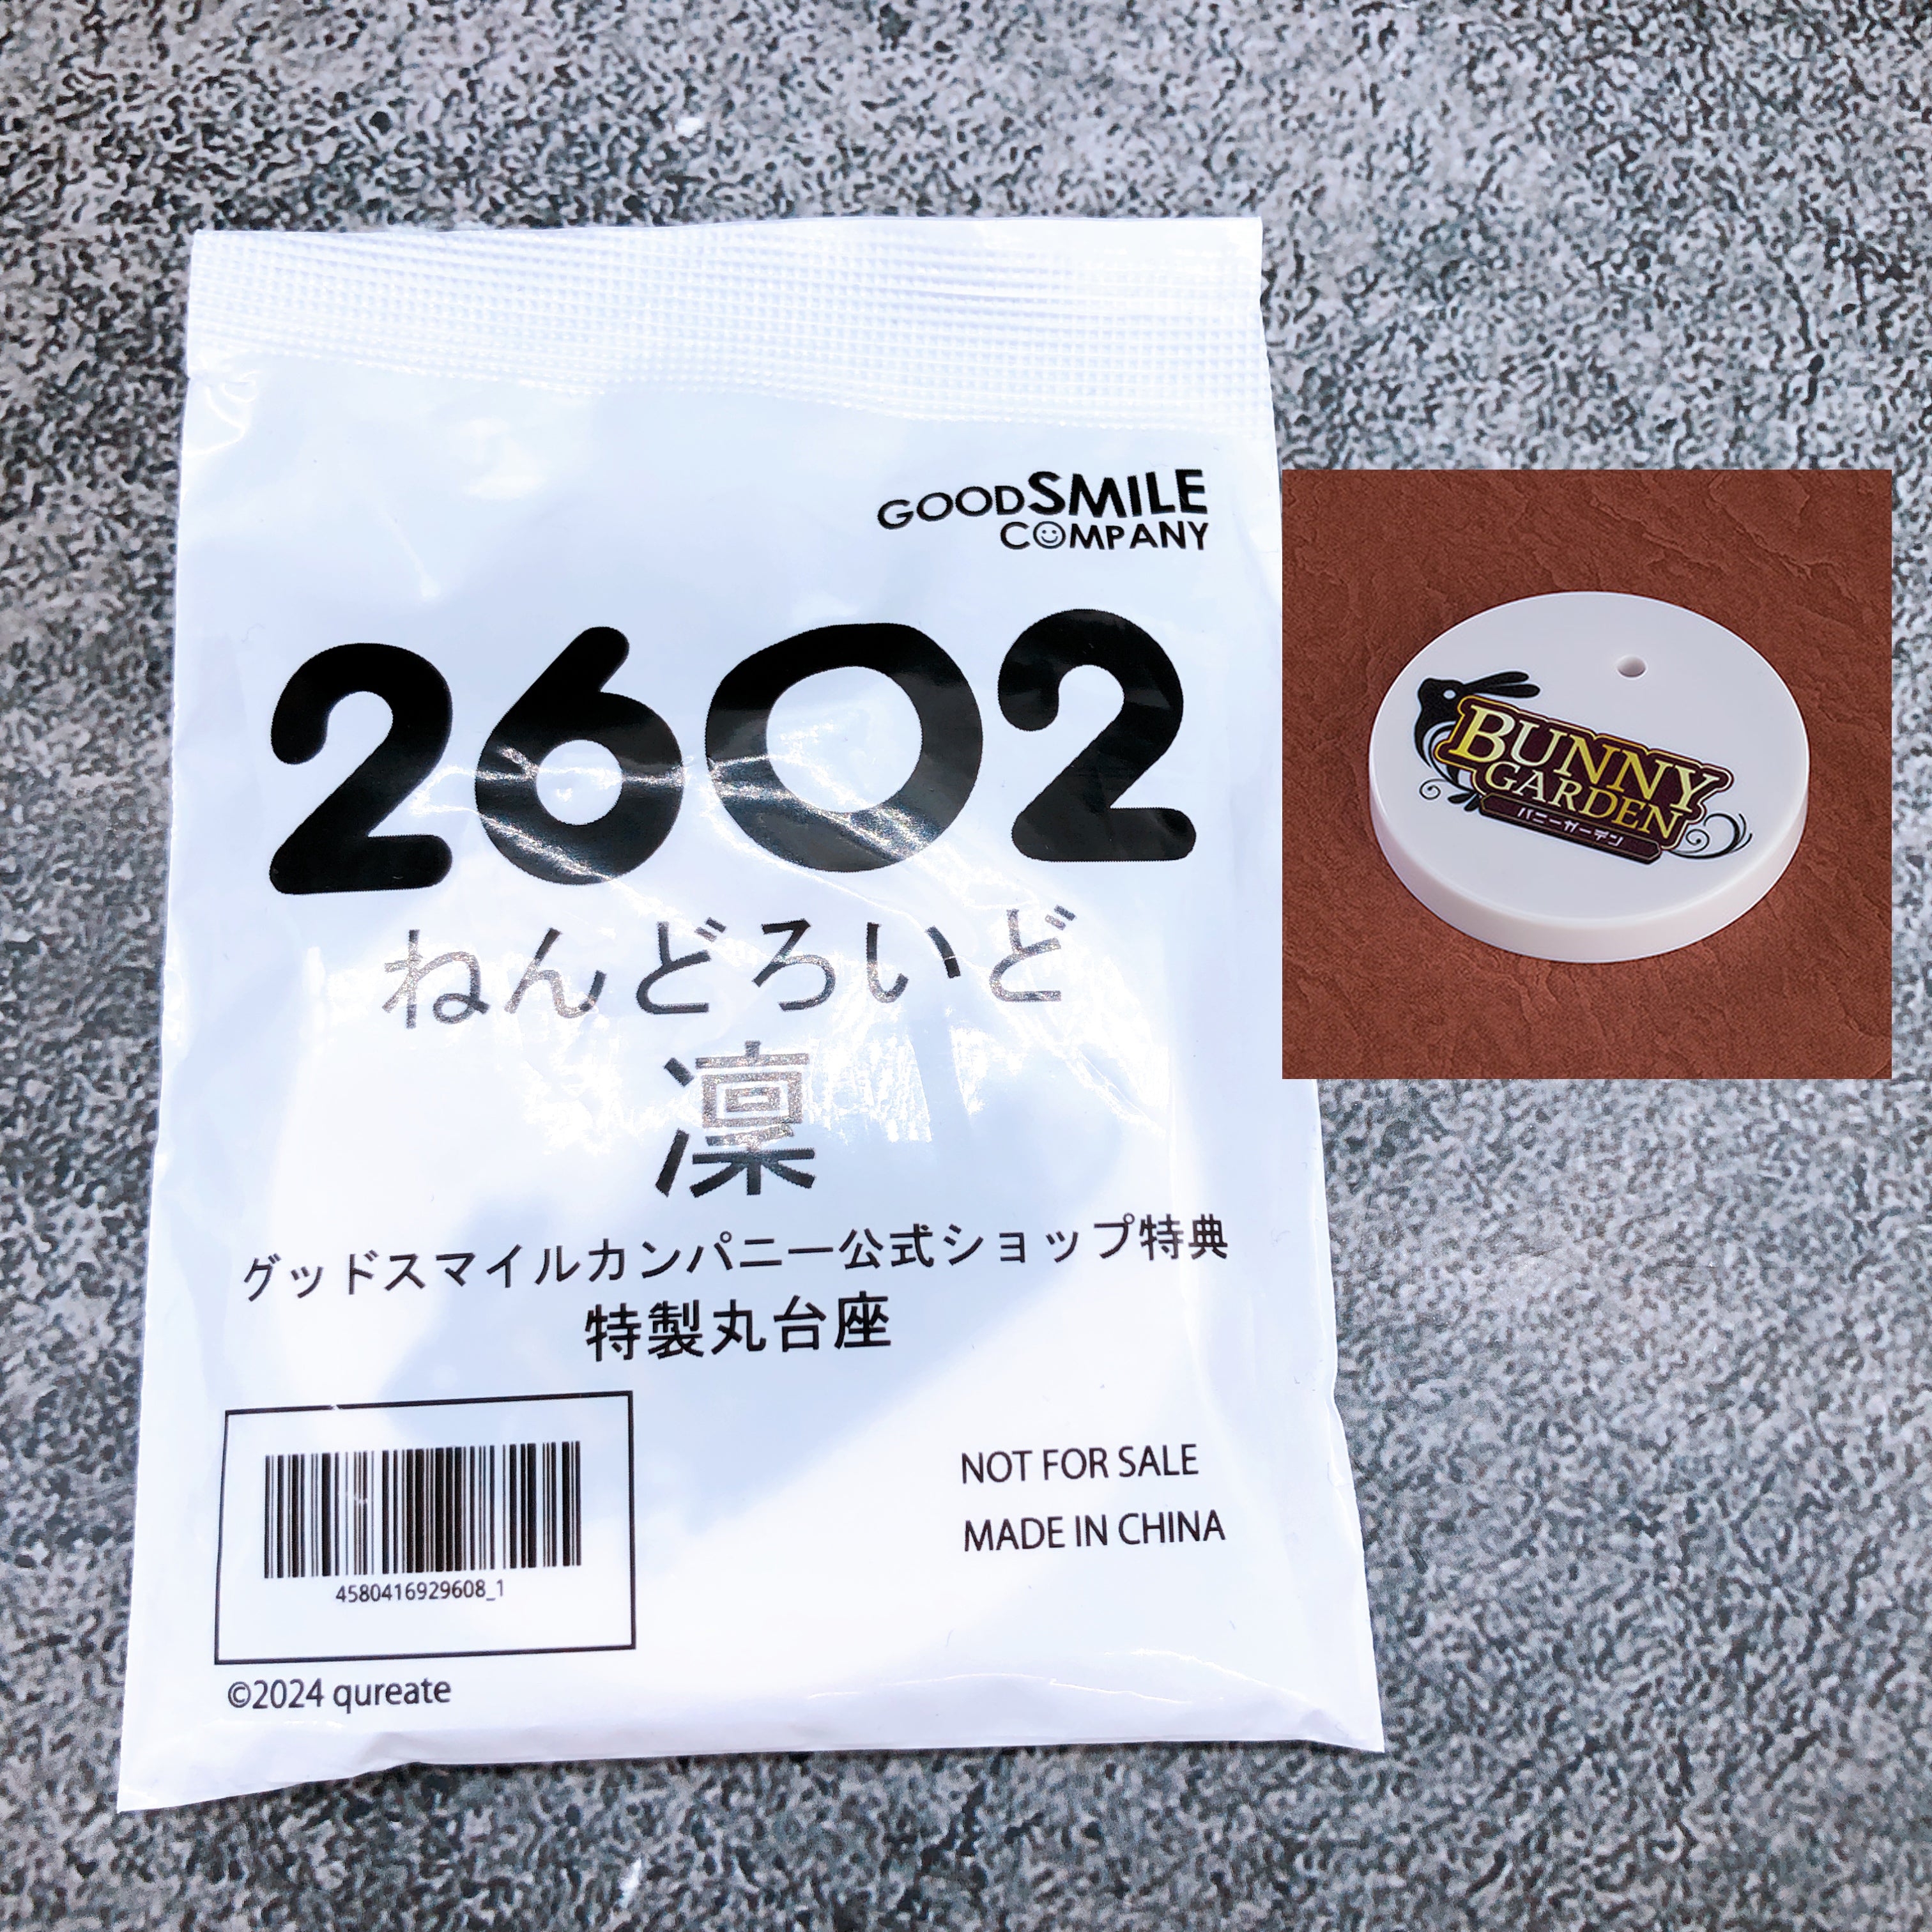 GOODSMILE
COMPANY
2602
ねんどろいど
凛
グッドスマイルカンパニー公式ショップ特典
特製丸台座
4580416929608_1
NOT FOR SALE
MADE IN CHINA
©2024 qureate
BUNNY
GARDEN
バニーガーデン